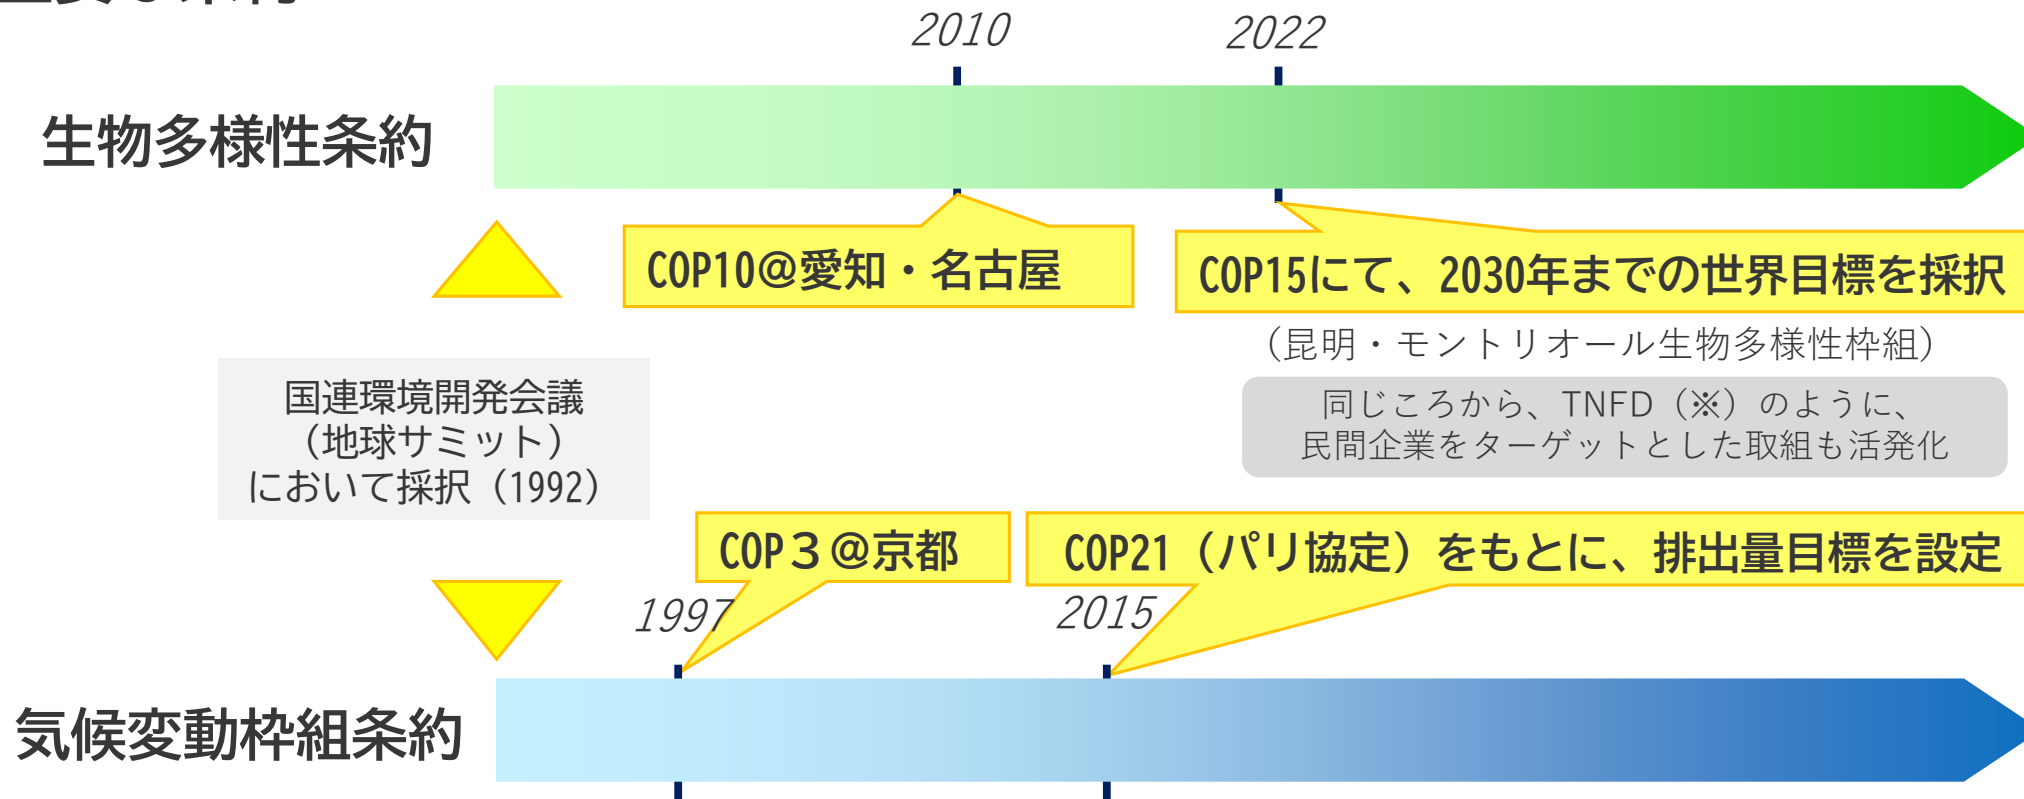 2010
2022
生物多様性条約
COP10@愛知・名古屋
COP15にて、2030年までの世界目標を採択
（昆明・モントリオール生物多様性枠組）
同じころから、TNFD（※）のように、
民間企業をターゲットとした取組も活発化
国連環境開発会議
（地球サミット）
において採択（1992）
COP３@京都
COP21（パリ協定）をもとに、排出量目標を設定
1997
2015
気候変動枠組条約